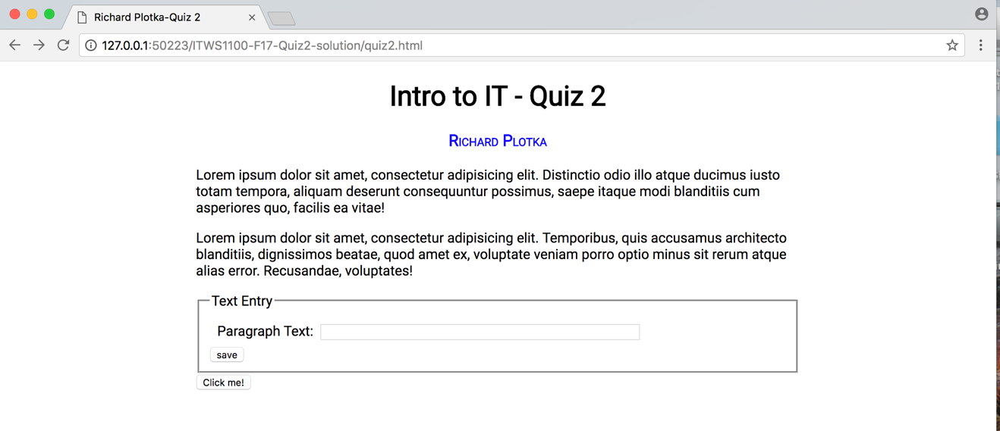 Richard Plotka-Quiz 2
127.0.0.1:50223/ITWS1100-F17-Quiz2-solution/quiz2.html
Intro to IT - Quiz 2
Richard Plotka
Lorem ipsum dolor sit amet, consectetur adipisicing elit. Distinctio odio illo atque ducimus iusto
totam tempora, aliquam deserunt consequuntur possimus, saepe itaque modi blanditiis cum
asperiores quo, facilis ea vitae!
Lorem ipsum dolor sit amet, consectetur adipisicing elit. Temporibus, quis accusamus architecto
blanditiis, dignissimos beatae, quod amet ex, voluptate veniam porro optio minus sit rerum atque
alias error. Recusandae, voluptates!
Text Entry
Paragraph Text:
save
Click me!